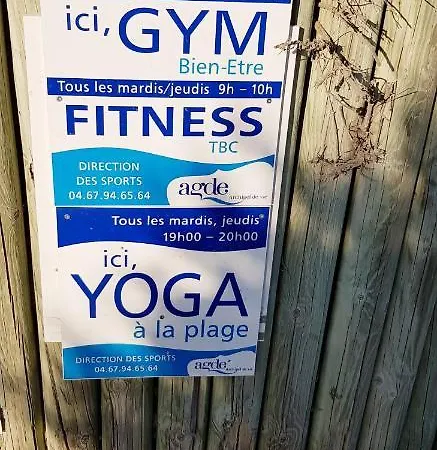 ici, GYM
Bien-Etre
Tous les mardis/jeudis 9h – 10h
FITNESS
TBC
DIRECTION
DES SPORTS
04.67.94.65.64
agde
Tous les mardis, jeudis
19h00 – 20h00
ici,
YOGA
à la plage
DIRECTION DES SPORTS
04.67.94.65.64
agde